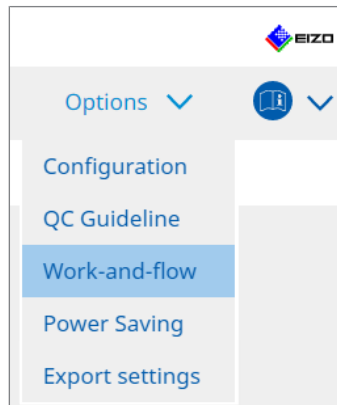 EIZO
Options
Configuration
QC Guideline
Work-and-flow
Power Saving
Export settings